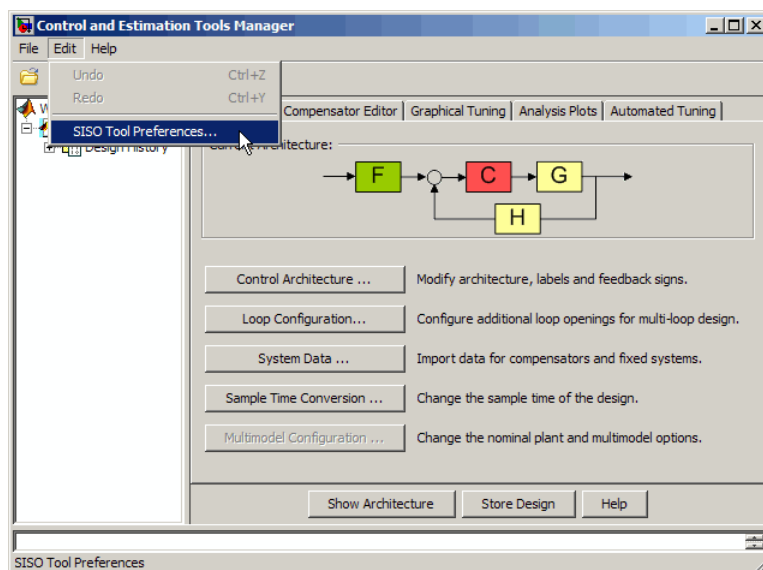 Control and Estimation Tools Manager
File Edit Help
Undo Ctrl+Z
Redo Ctrl+Y
SISO Tool Preferences...
Compensator Editor Graphical Tuning Analysis Plots Automated Tuning
Design History
Architecture:
F C G
H
Control Architecture ... Modify architecture, labels and feedback signs.
Loop Configuration... Configure additional loop openings for multi-loop design.
System Data ... Import data for compensators and fixed systems.
Sample Time Conversion ... Change the sample time of the design.
Multimodel Configuration ... Change the nominal plant and multimodel options.
Show Architecture Store Design Help
SISO Tool Preferences